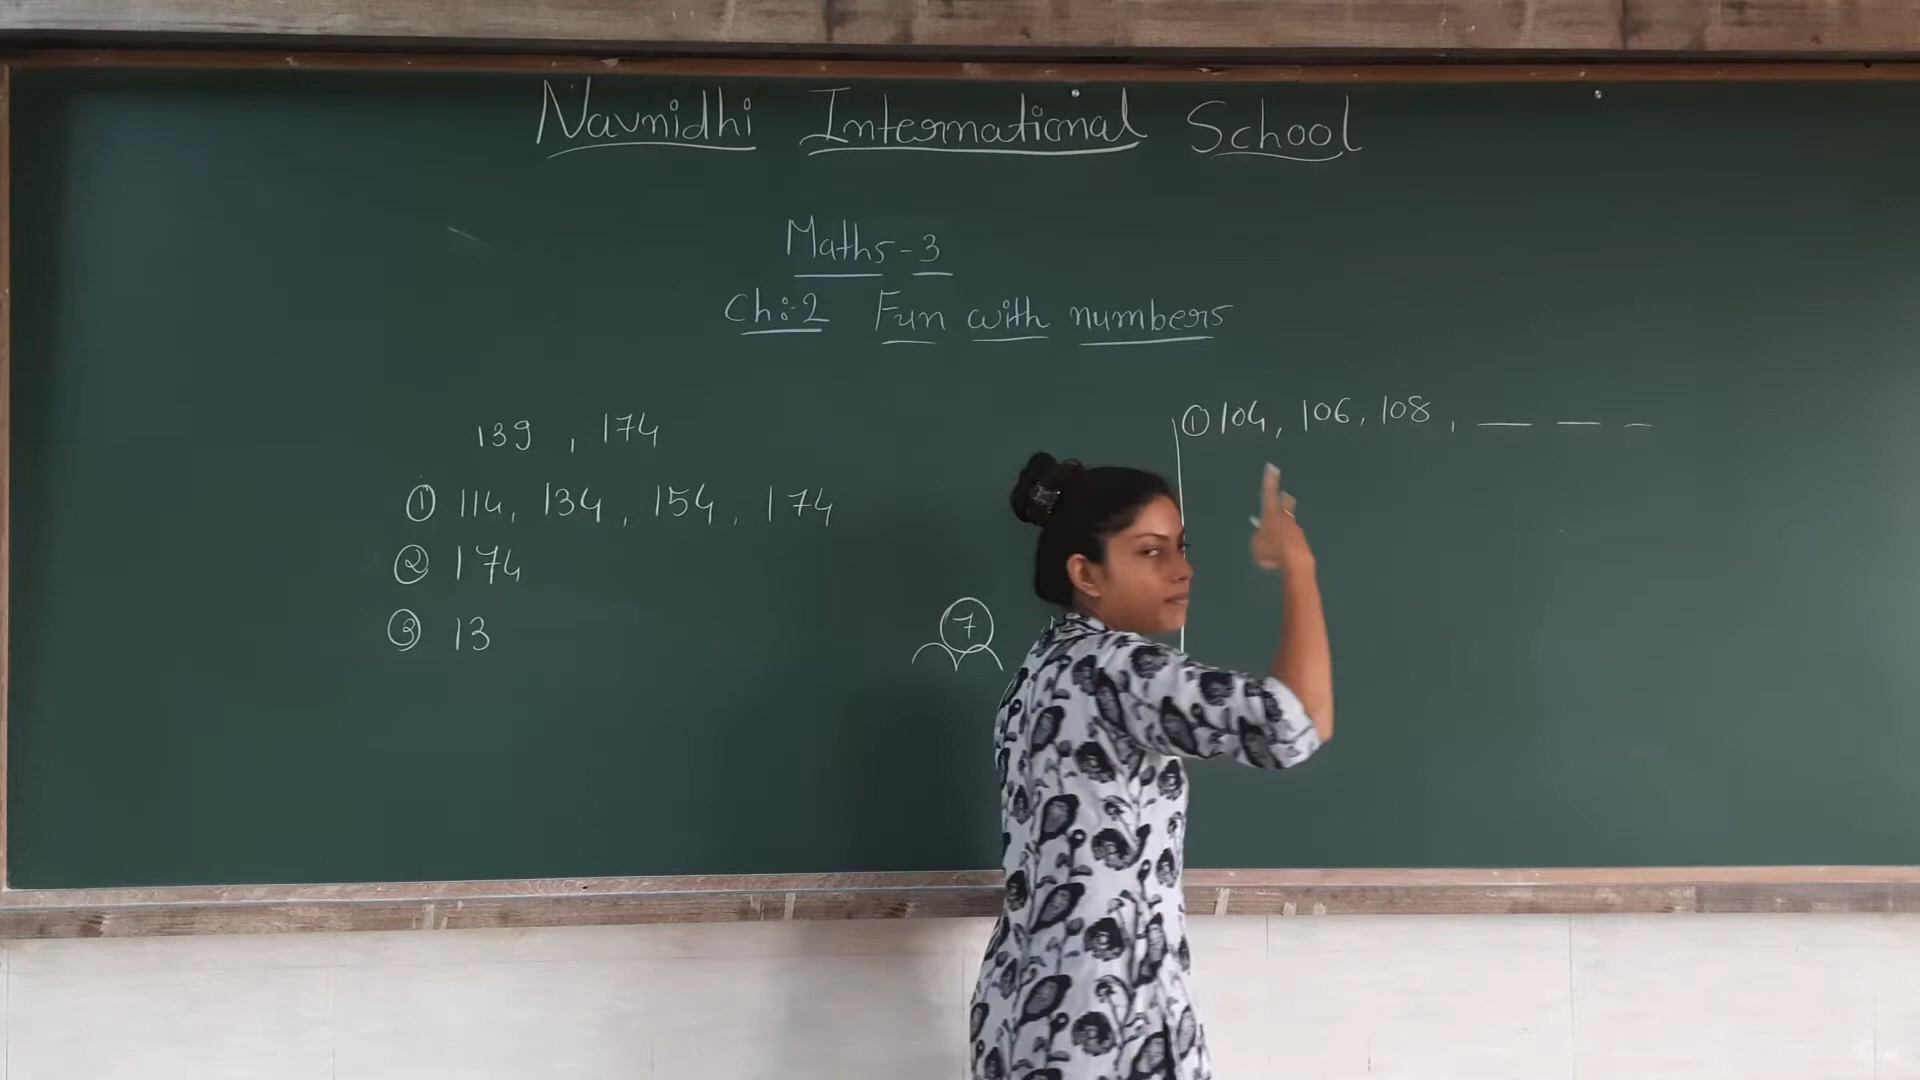 Navnidhi International School
Maths-3
Ch:-2 Fun with numbers
139 , 174
① 114, 134, 154, 174
② 174
③ 13
7
① 104, 106, 108, — — —